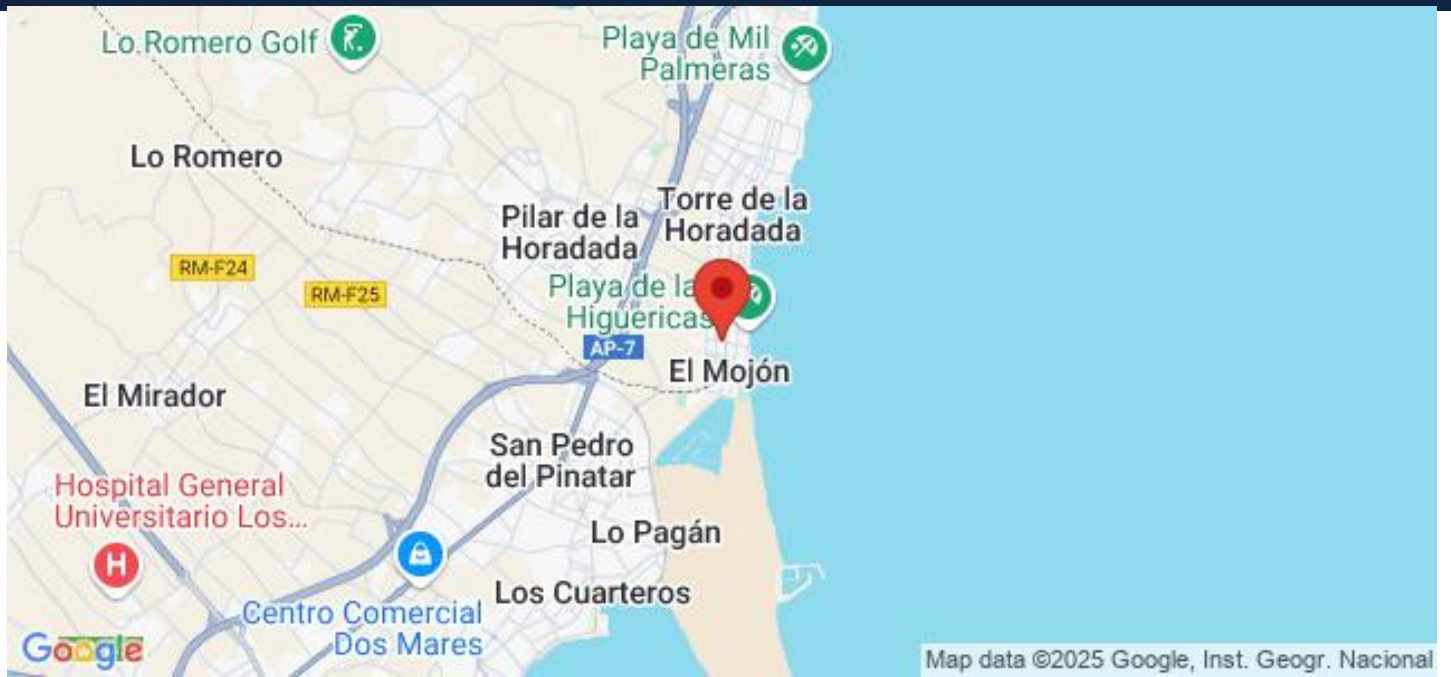 Lo Romero Golf
Playa de Mil
Palmeras
Lo Romero
Torre de la
Horadada
Pilar de la
Horadada
RM-F24
RM-F25
Playa de la
Higuericas
AP-7
El Mojón
El Mirador
San Pedro
del Pinatar
Hospital General
Universitario Los...
H
Lo Pagán
Los Cuarteros
Centro Comercial
Dos Mares
Google
Map data ©2025 Google, Inst. Geogr. Nacional